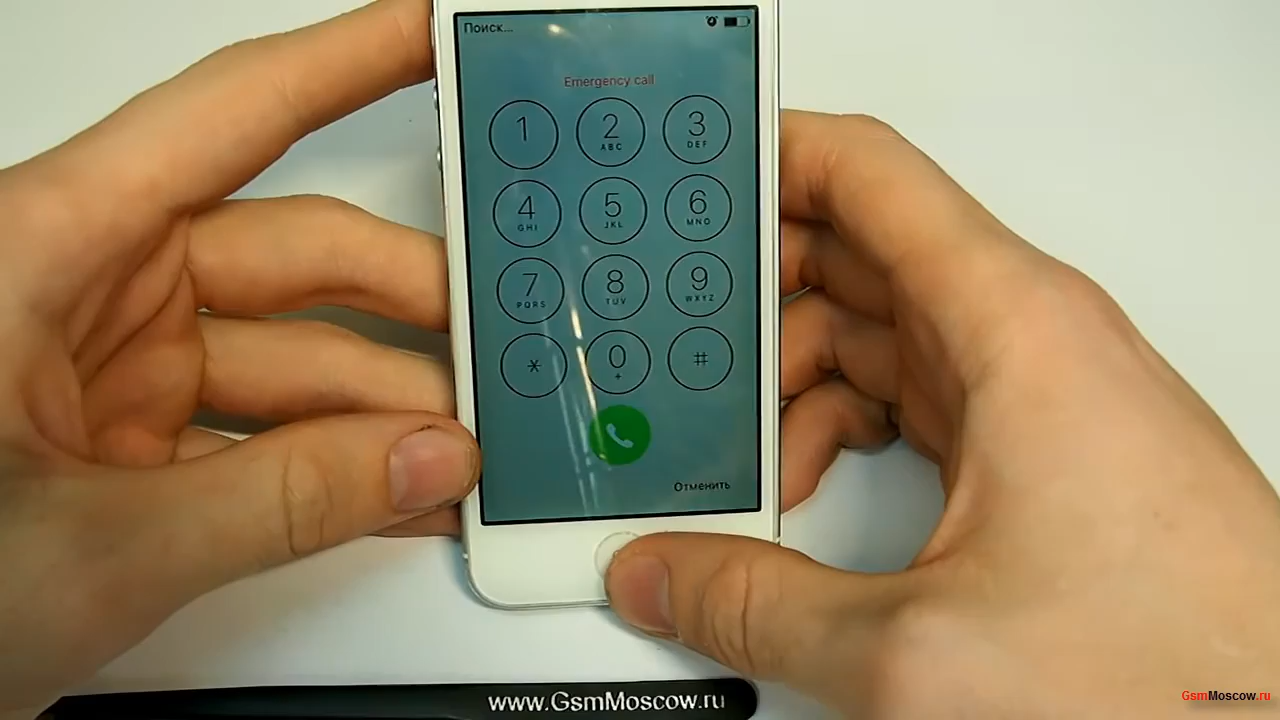 Поиск...
Emergency call
1
2
ABC
3
DEF
4
GHI
5
JKL
6
MNO
7
PQRS
8
TUV
9
WXYZ
*
0
+
#
Отменить
www.GsmMoscow.ru
GsmMoscow.ru